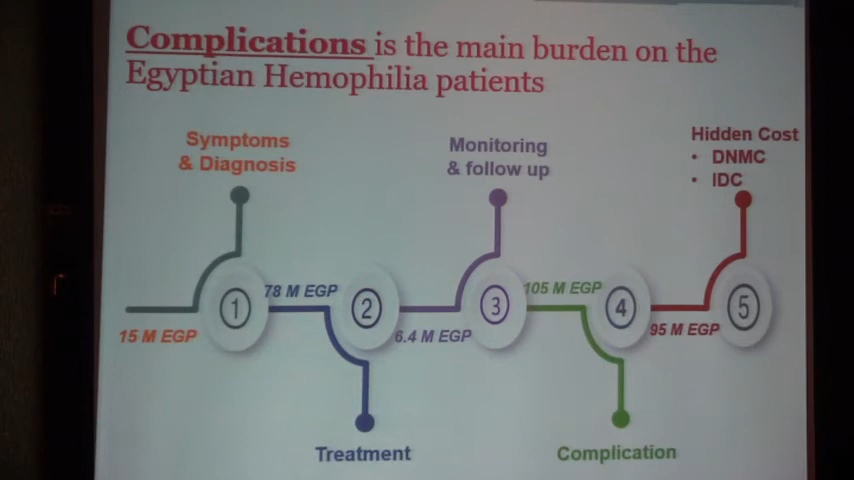 Complications is the main burden on the
Egyptian Hemophilia patients
Symptoms
& Diagnosis
Monitoring
& follow up
Hidden Cost
• DNMC
• IDC
15 M EGP
1
78 M EGP
2
6.4 M EGP
3
105 M EGP
4
95 M EGP
5
Treatment
Complication